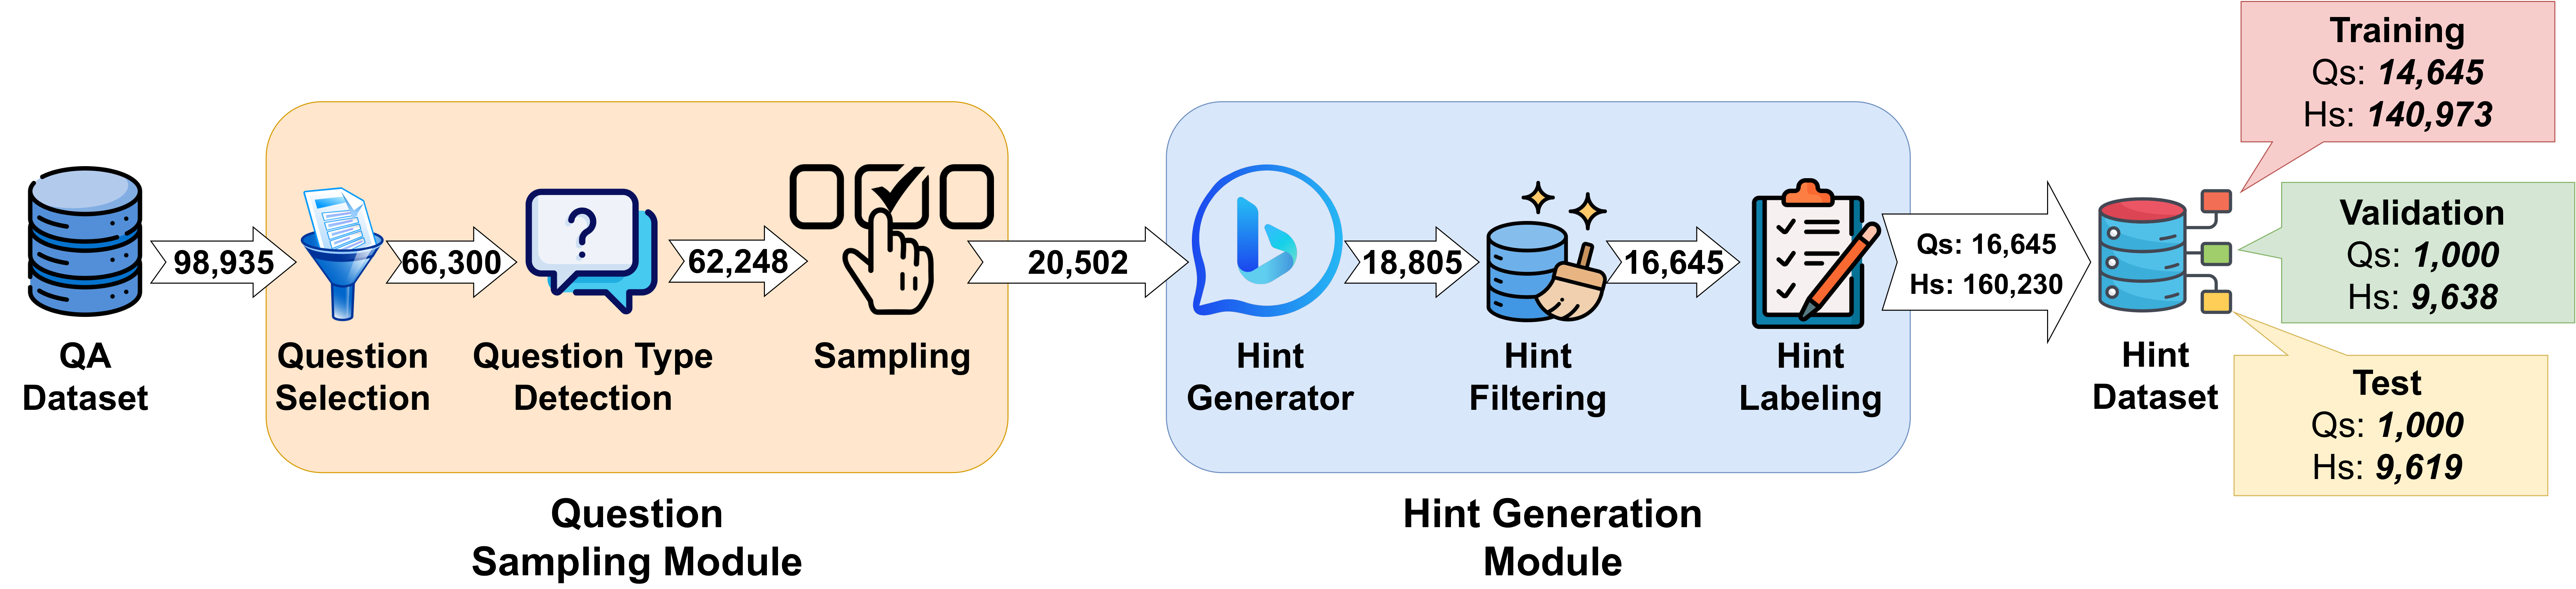 QA
Dataset
98,935
Question
Selection
66,300
?
Question Type
Detection
62,248
Sampling
Question
Sampling Module
20,502
Hint
Generator
18,805
Hint
Filtering
16,645
Hint
Labeling
Hint Generation
Module
Qs: 16,645
Hs: 160,230
Hint
Dataset
Training
Qs: 14,645
Hs: 140,973
Validation
Qs: 1,000
Hs: 9,638
Test
Qs: 1,000
Hs: 9,619